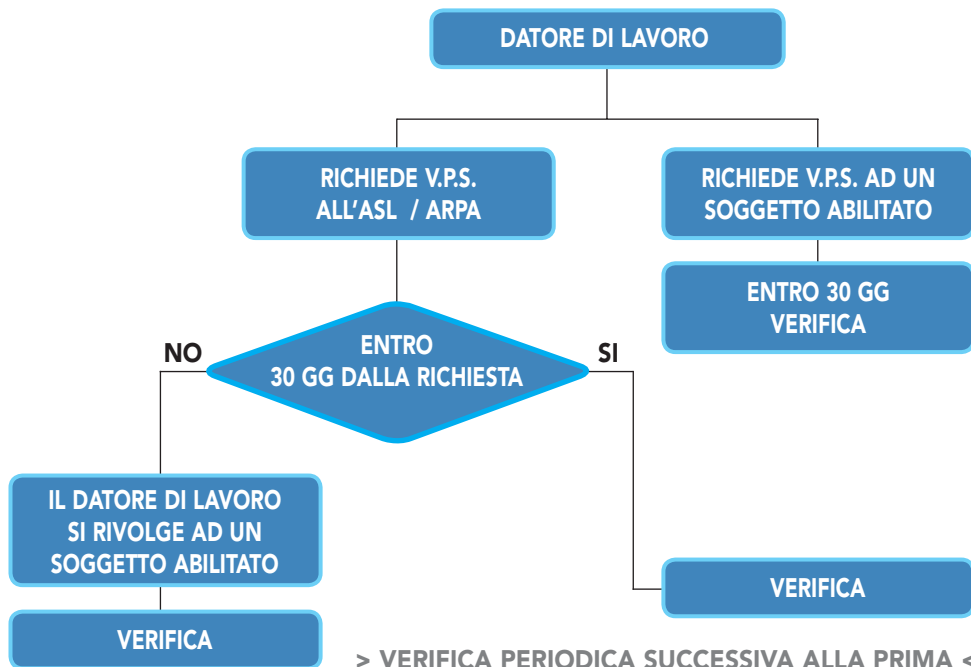 DATORE DI LAVORO
RICHIEDE V.P.S.
ALL'ASL / ARPA
RICHIEDE V.P.S. AD UN
SOGGETTO ABILITATO
ENTRO 30 GG
VERIFICA
NO
ENTRO
30 GG DALLA RICHIESTA
SI
IL DATORE DI LAVORO
SI RIVOLGE AD UN
SOGGETTO ABILITATO
VERIFICA
VERIFICA
> VERIFICA PERIODICA SUCCESSIVA ALLA PRIMA <